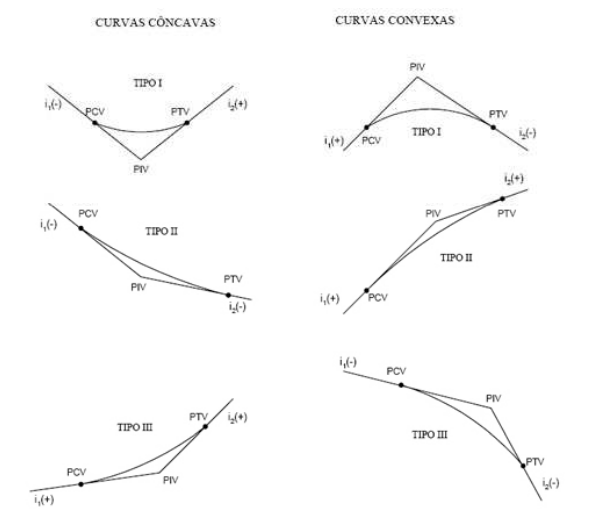 CURVAS CÔNCAVAS
CURVAS CONVEXAS
TIPO I
i₁(-)
PCV
PTV
i₂(+)
PIV
PIV
PTV
TIPO I
i₁(+)
PCV
i₂(-)
PCV
i₁(-)
TIPO II
PIV
PTV
i₂(-)
i₂(+)
PIV
PTV
TIPO II
i₁(+)
PCV
TIPO III
PTV
i₂(+)
PCV
PIV
i₁(+)
i₁(-)
PCV
PIV
TIPO III
PTV
i₂(-)